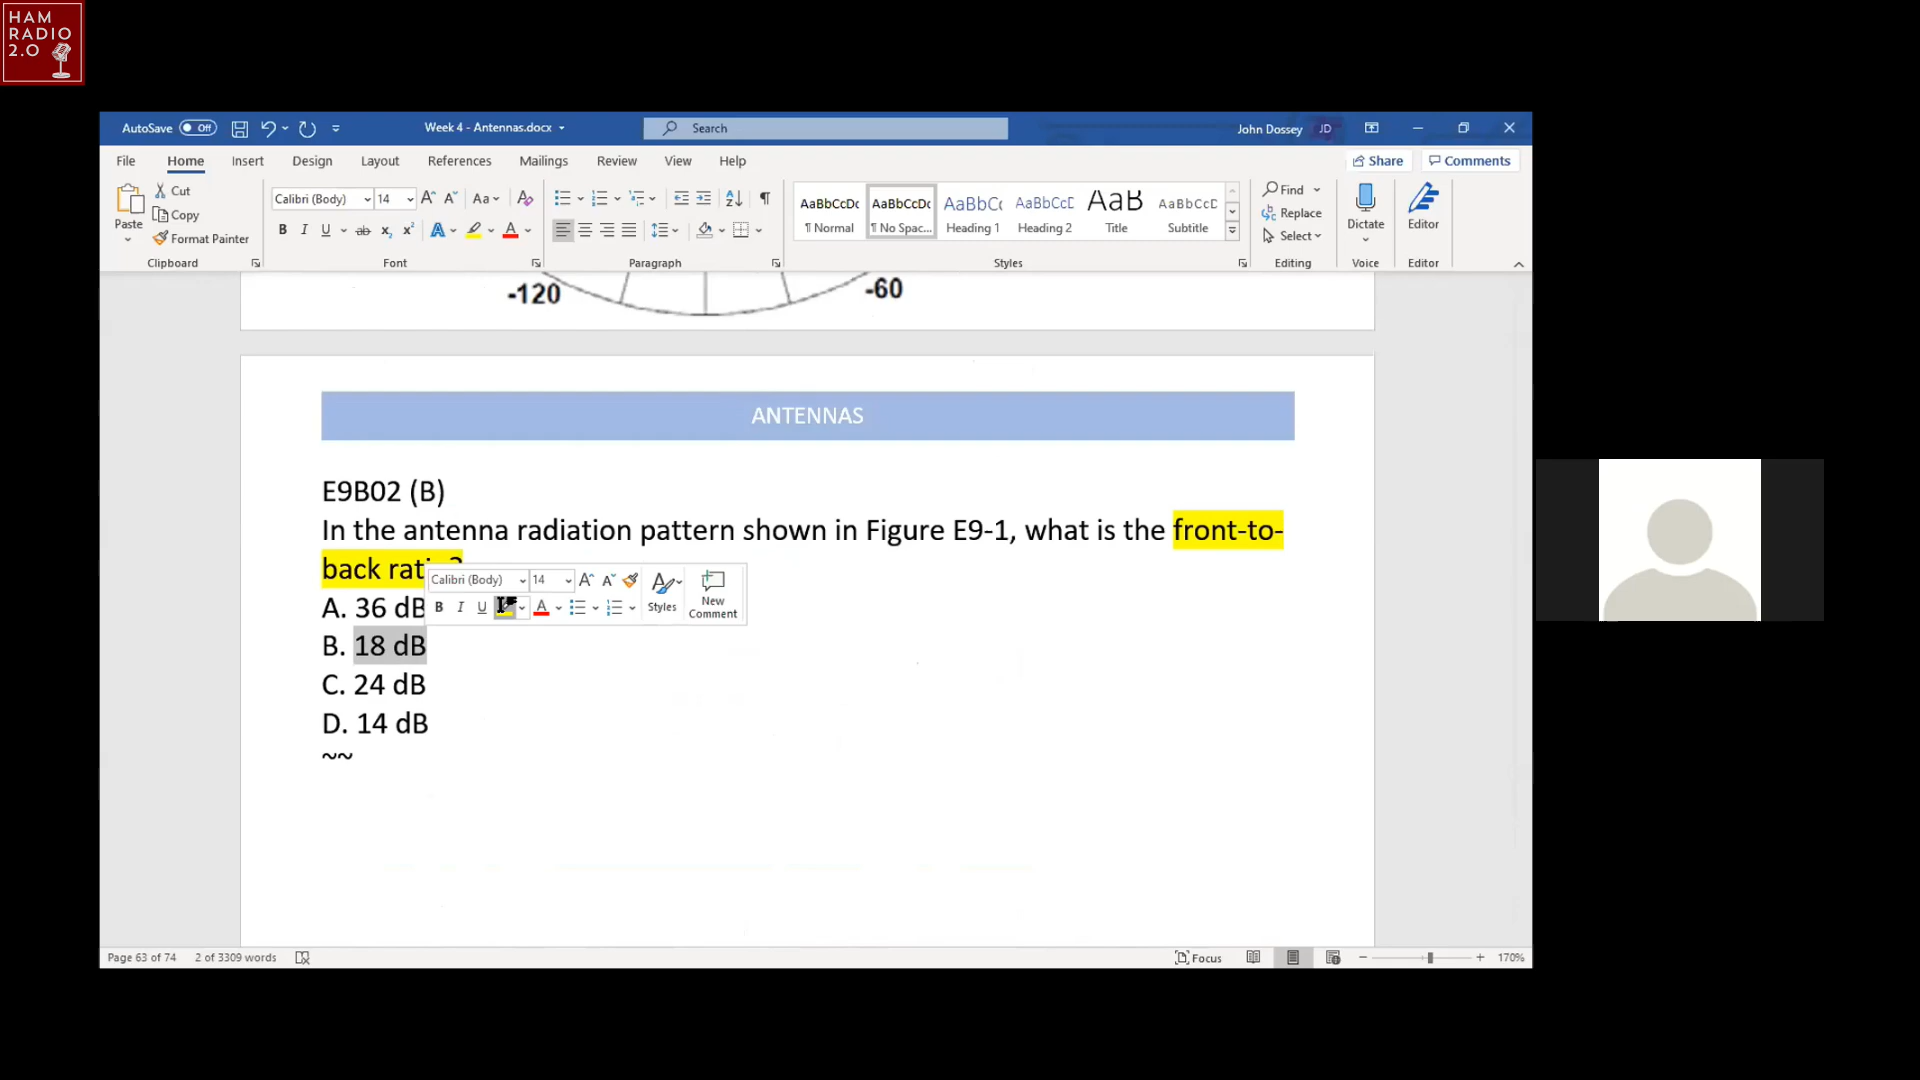 HAM
RADIO
2.0
AutoSave Off
Week 4 - Antennas.docx
Search
John Dossey JD
File Home Insert Design Layout References Mailings Review View Help
Share Comments
Paste
Cut
Copy
Format Painter
Clipboard
Calibri (Body) 14
Font
Paragraph
AaBbCcDc AaBbCcDc AaBbCc AaBbCcD AaB AaBbCcD
¶ Normal ¶ No Spac... Heading 1 Heading 2 Title Subtitle
Styles
Find
Replace
Select
Editing
Dictate
Voice
Editor
Editor
-120
-60
ANTENNAS
E9B02 (B)
In the antenna radiation pattern shown in Figure E9-1, what is the front-to-
back ratio?
Calibri (Body) 14
Styles
New
Comment
A. 36 dB
B. 18 dB
C. 24 dB
D. 14 dB
~~
Page 63 of 74 2 of 3309 words
Focus
170%